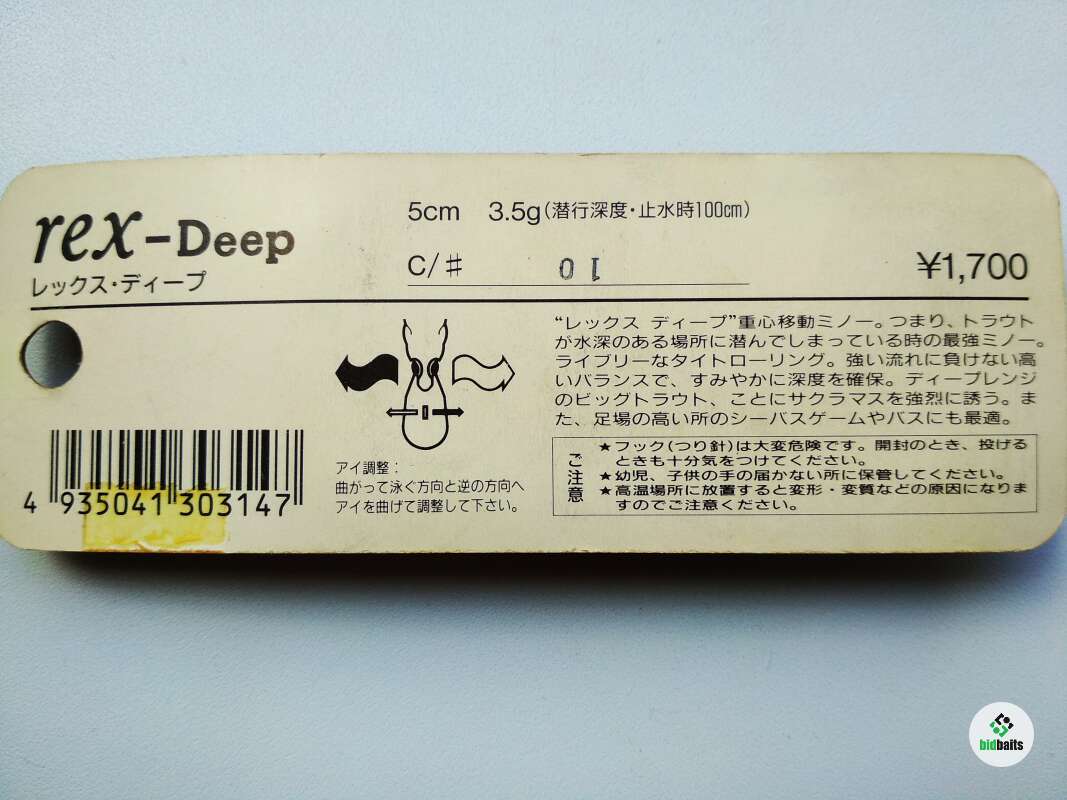 rex-Deep
レックス・ディープ
5cm 3.5g(潜行深度・止水時100cm)
C/# 10
¥1,700
"レックス ディープ"重心移動ミノー。つまり、トラウト
が水深のある場所に潜んでしまっている時の最強ミノー。
ライブリーなタイトローリング。強い流れに負けない高
いバランスで、すみやかに深度を確保。ディープレンジ
のビッグトラウト、ことにサクラマスを強烈に誘う。ま
た、足場の高い所のシーバスゲームやバスにも最適。
アイ調整:
曲がって泳ぐ方向と逆の方向へ
アイを曲げて調整して下さい。
ご注意
★フック(つり針)は大変危険です。開封のとき、投げる
ときも十分気をつけてください。
★幼児、子供の手の届かない所に保管してください。
★高温場所に放置すると変形・変質などの原因になりま
すのでご注意ください。
4 935041 303147
bidbaits